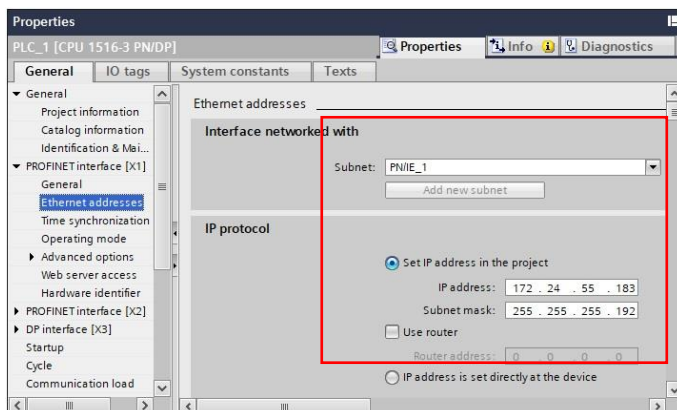 Properties
PLC_1 [CPU 1516-3 PN/DP]
Properties
Info
Diagnostics
General
IO tags
System constants
Texts
General
Project information
Catalog information
Identification & Mai...
PROFINET interface [X1]
General
Ethernet addresses
Time synchronization
Operating mode
Advanced options
Web server access
Hardware identifier
PROFINET interface [X2]
DP interface [X3]
Startup
Cycle
Communication load
Ethernet addresses
Interface networked with
Subnet: PN/IE_1
Add new subnet
IP protocol
Set IP address in the project
IP address: 172 . 24 . 55 . 183
Subnet mask: 255 . 255 . 255 . 192
Use router
Router address: 0 . 0 . 0 . 0
IP address is set directly at the device